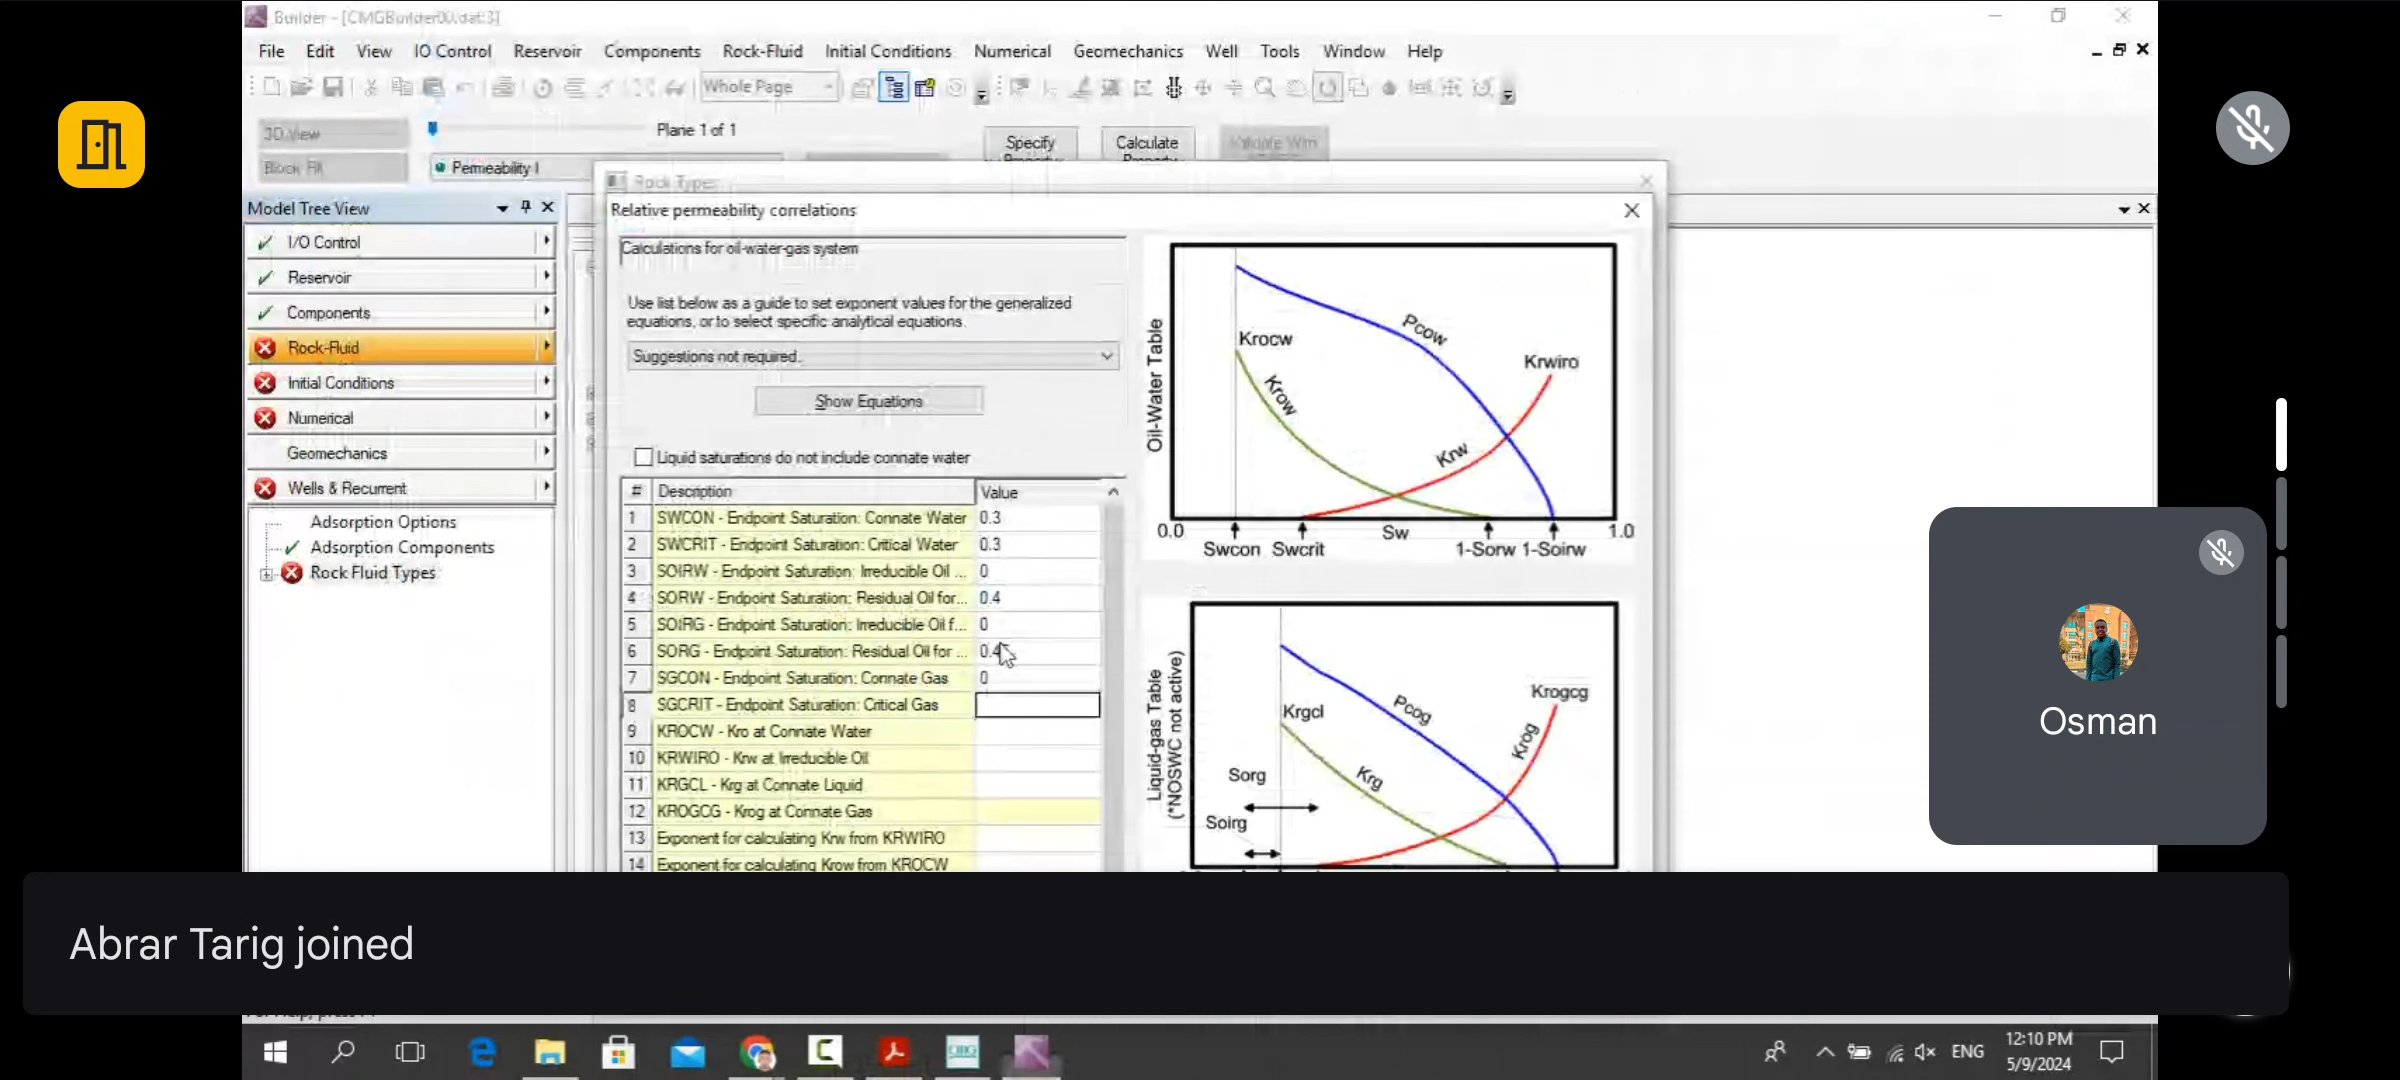 Builder - [CMGBuilder00.dat:3]
File Edit View IO Control Reservoir Components Rock-Fluid Initial Conditions Numerical Geomechanics Well Tools Window Help
Whole Page
3D View
Plane 1 of 1
Specify
Property
Calculate
Property
Validate With
Block Fill
Permeability I
Model Tree View
I/O Control
Reservoir
Components
Rock-Fluid
Initial Conditions
Numerical
Geomechanics
Wells & Recurrent
Adsorption Options
Adsorption Components
Rock Fluid Types
Rock Types
Relative permeability correlations
Calculations for oil-water-gas system
Use list below as a guide to set exponent values for the generalized
equations, or to select specific analytical equations.
Suggestions not required.
Show Equations
Liquid saturations do not include connate water
# Description Value
1 SWCON - Endpoint Saturation: Connate Water 0.3
2 SWCRIT - Endpoint Saturation: Critical Water 0.3
3 SOIRW - Endpoint Saturation: Irreducible Oil ... 0
4 SORW - Endpoint Saturation: Residual Oil for... 0.4
5 SOIRG - Endpoint Saturation: Irreducible Oil f... 0
6 SORG - Endpoint Saturation: Residual Oil for ... 0.4
7 SGCON - Endpoint Saturation: Connate Gas 0
8 SGCRIT - Endpoint Saturation: Critical Gas
9 KROCW - Kro at Connate Water
10 KRWIRO - Krw at Irreducible Oil
11 KRGCL - Krg at Connate Liquid
12 KROGCG - Krog at Connate Gas
13 Exponent for calculating Krw from KRWIRO
14 Exponent for calculating Krow from KROCW
Oil-Water Table
Krocw
Krow
Pcow
Krwiro
Krw
0.0 Sw 1.0
Swcon Swcrit 1-Sorw 1-Soirw
Liquid-gas Table
(*NOSWC not active)
Krgcl
Pcog
Krogcg
Krog
Krg
Sorg
Soirg
Osman
Abrar Tarig joined
CMG
ENG
12:10 PM
5/9/2024